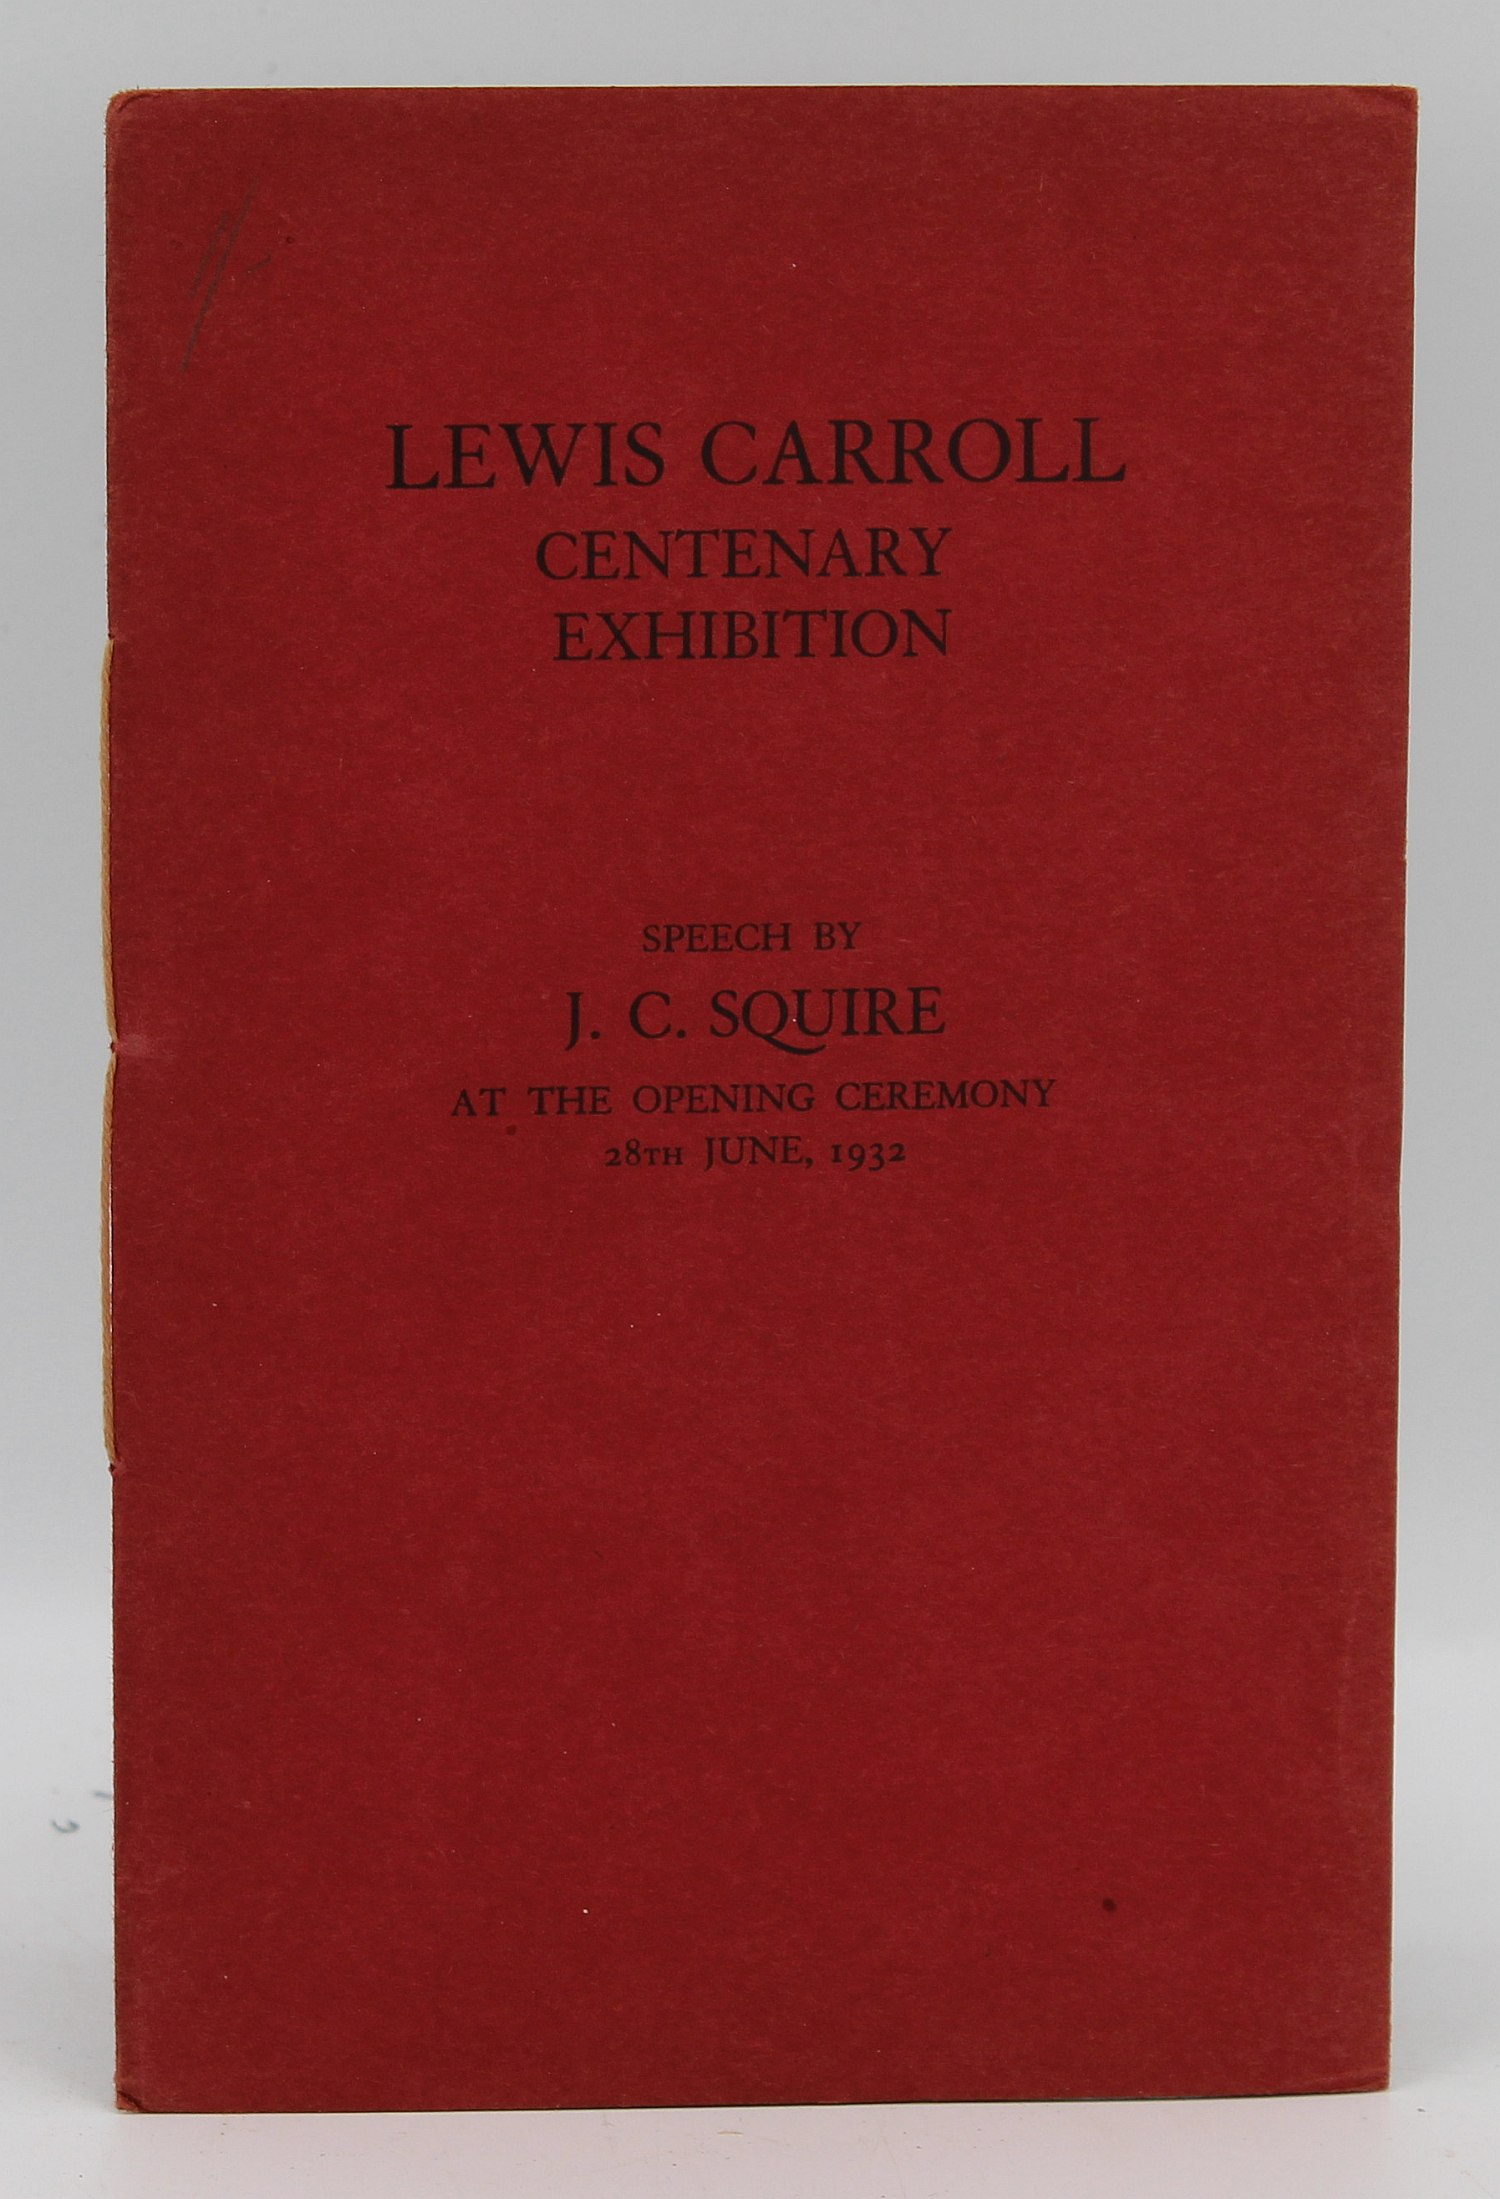 LEWIS CARROLL
CENTENARY
EXHIBITION
SPEECH BY
J. C. SQUIRE
AT THE OPENING CEREMONY
28TH JUNE, 1932